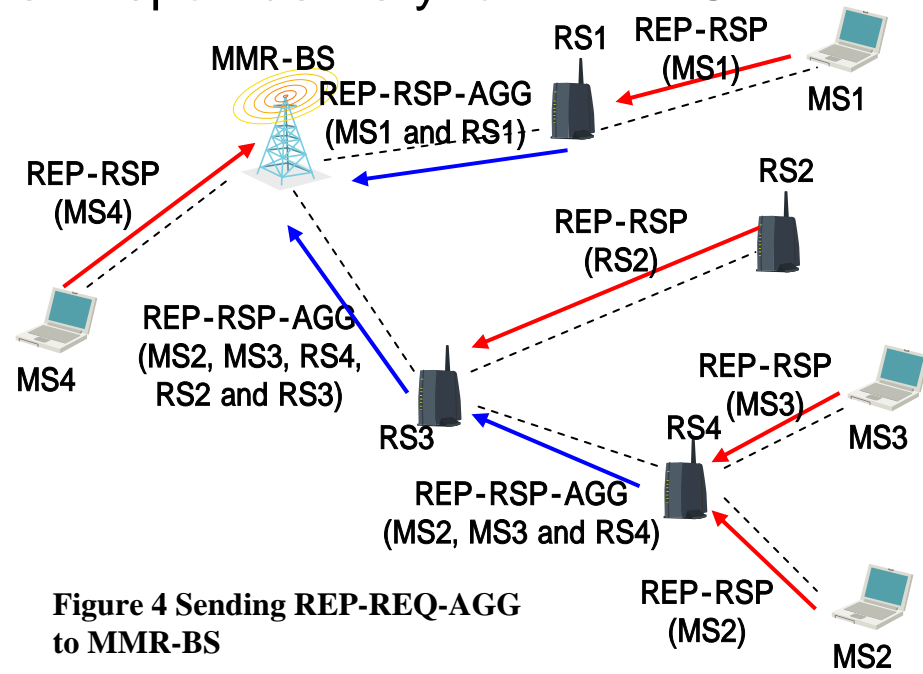 RS1
REP-RSP
(MS1)
MMR-BS
REP-RSP-AGG
(MS1 and RS1)
MS1
REP-RSP
(MS4)
RS2
REP-RSP
(RS2)
REP-RSP-AGG
(MS2, MS3, RS4,
RS2 and RS3)
MS4
REP-RSP
(MS3)
RS3
RS4
MS3
REP-RSP-AGG
(MS2, MS3 and RS4)
REP-RSP
(MS2)
MS2
Figure 4 Sending REP-REQ-AGG
to MMR-BS